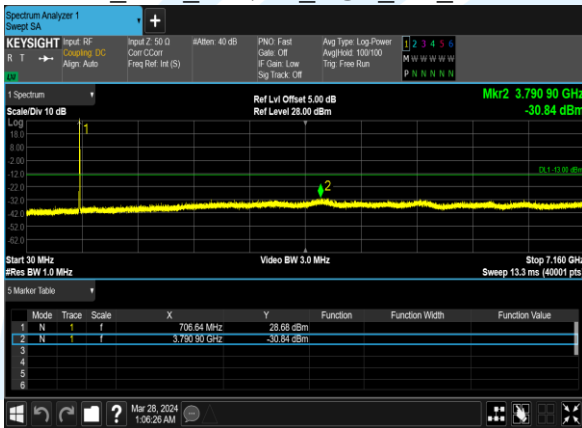 Spectrum Analyzer 1
Swept SA
+
KEYSIGHT Input: RF Input Z: 50 Ω #Atten: 40 dB PNO: Fast Avg Type: Log-Power 1 2 3 4 5 6
R T Coupling: DC Corr CCorr Gate: Off Avg|Hold: 100/100 M W W W W W
Align: Auto Freq Ref: Int (S) IF Gain: Low Trig: Free Run
LV Sig Track: Off P N N N N N
1 Spectrum Ref Lvl Offset 5.00 dB Mkr2 3.790 90 GHz
Scale/Div 10 dB Ref Level 28.00 dBm -30.84 dBm
Log
18.0 1
8.00
-2.00
-12.0 DL1 -13.00 dBm
-22.0 2
-32.0
-42.0
-52.0
-62.0
Start 30 MHz Video BW 3.0 MHz Stop 7.160 GHz
#Res BW 1.0 MHz Sweep 13.3 ms (40001 pts)
5 Marker Table
Mode Trace Scale X Y Function Function Width Function Value
1 N 1 f 706.64 MHz 28.68 dBm
2 N 1 f 3.790 90 GHz -30.84 dBm
3
4
5
6
? Mar 28, 2024
1:06:26 AM